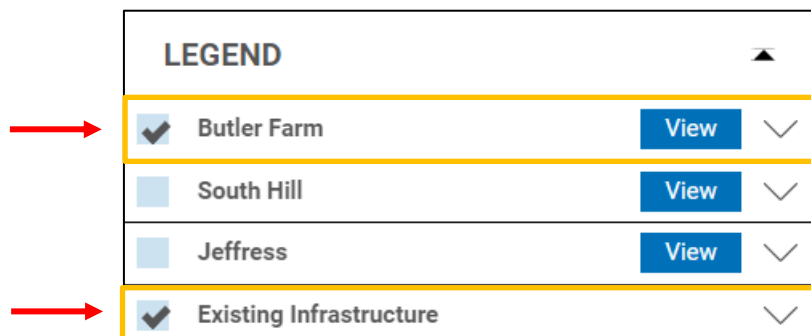 LEGEND
Butler Farm View
South Hill View
Jeffress View
Existing Infrastructure